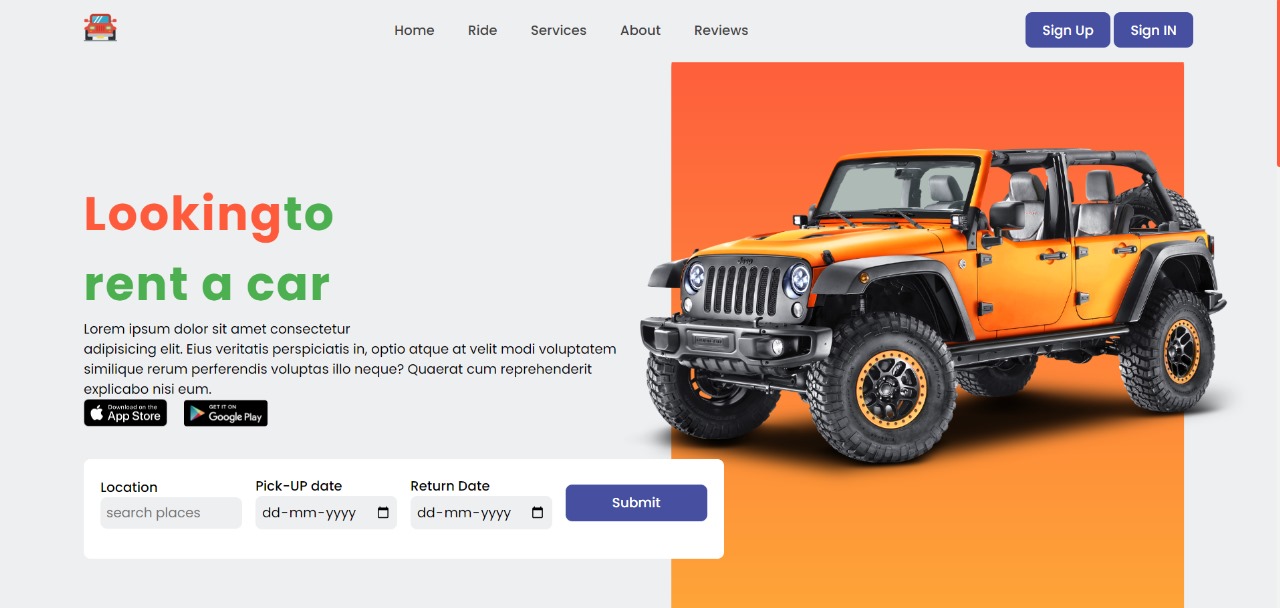 Home Ride Services About Reviews Sign Up Sign IN
Lookingto
rent a car
Lorem ipsum dolor sit amet consectetur
adipisicing elit. Eius veritatis perspiciatis in, optio atque at velit modi voluptatem
similique rerum perferendis voluptas illo neque? Quaerat cum reprehenderit
explicabo nisi eum.
Download on the
App Store
GET IT ON
Google Play
Location Pick-UP date Return Date
search places dd-mm-yyyy dd-mm-yyyy Submit